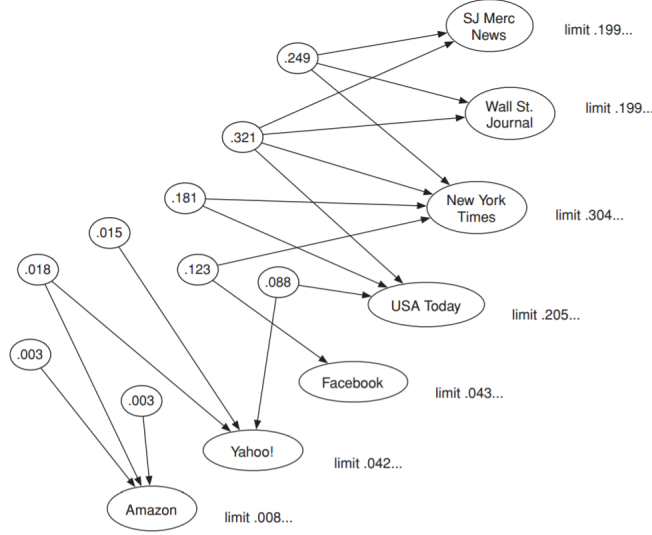 SJ Merc
News
limit .199...
.249
Wall St.
Journal
limit .199...
.321
.181
New York
Times
limit .304...
.015
.018
.123
.088
USA Today
limit .205...
.003
Facebook
limit .043...
.003
Yahoo!
limit .042...
Amazon
limit .008...